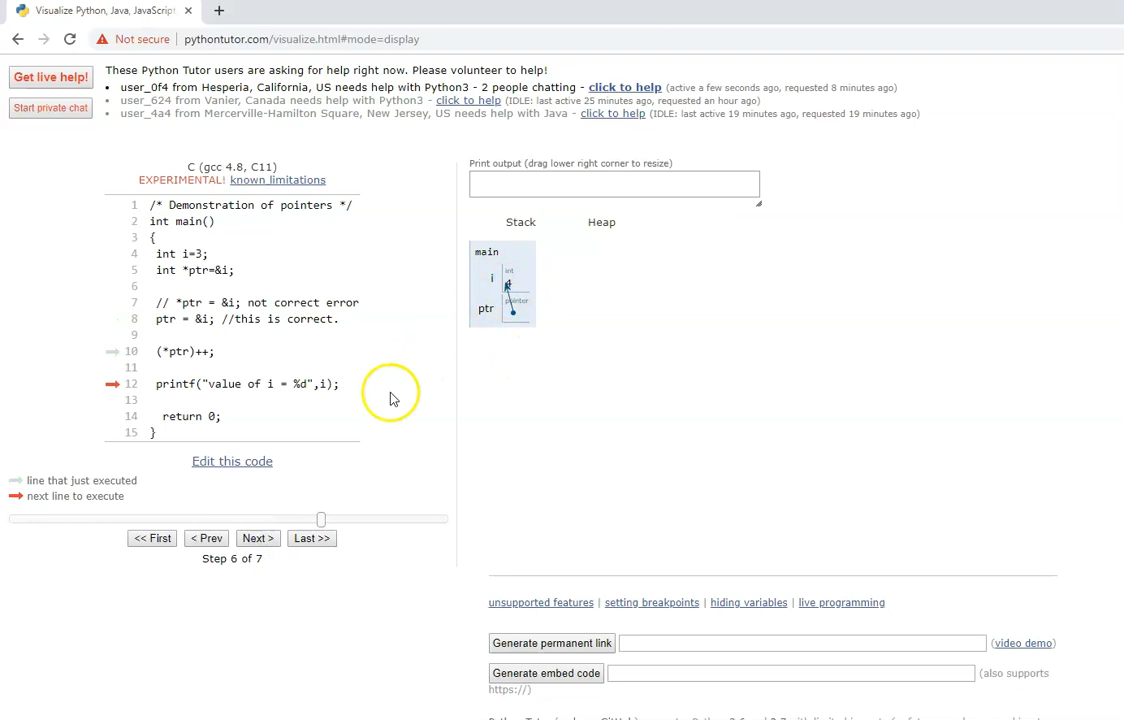 Visualize Python, Java, JavaScript,
Not secure pythontutor.com/visualize.html#mode=display
Get live help!
Start private chat
These Python Tutor users are asking for help right now. Please volunteer to help!
• user_0f4 from Hesperia, California, US needs help with Python3 - 2 people chatting - click to help (active a few seconds ago, requested 8 minutes ago)
• user_624 from Vanier, Canada needs help with Python3 - click to help (IDLE: last active 25 minutes ago, requested an hour ago)
• user_4a4 from Mercerville-Hamilton Square, New Jersey, US needs help with Java - click to help (IDLE: last active 19 minutes ago, requested 19 minutes ago)
C (gcc 4.8, C11)
EXPERIMENTAL! known limitations
1 /* Demonstration of pointers */
2 int main()
3 {
4 int i=3;
5 int *ptr=&i;
6
7 // *ptr = &i; not correct error
8 ptr = &i; //this is correct.
9
10 (*ptr)++;
11
12 printf("value of i = %d",i);
13
14 return 0;
15 }
Edit this code
line that just executed
next line to execute
<< First < Prev Next > Last >>
Step 6 of 7
Print output (drag lower right corner to resize)
Stack Heap
main
int
i 4
pointer
ptr
unsupported features | setting breakpoints | hiding variables | live programming
Generate permanent link (video demo)
Generate embed code (also supports
https://)